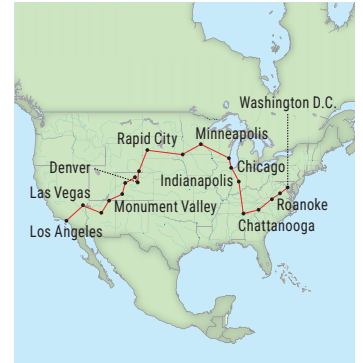 Washington D.C.
Rapid City
Minneapolis
Denver
Chicago
Indianapolis
Las Vegas
Monument Valley
Roanoke
Los Angeles
Chattanooga